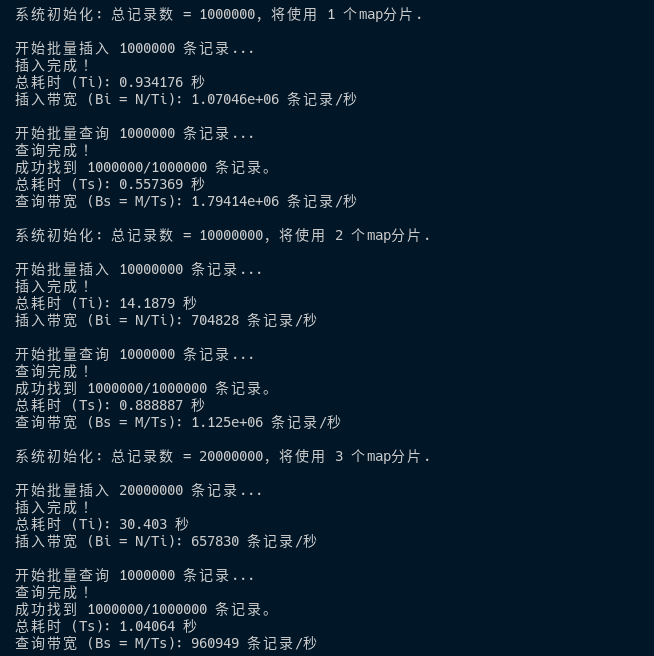 系统初始化: 总记录数 = 1000000, 将使用 1 个map分片.
开始批量插入 1000000 条记录...
插入完成！
总耗时 (Ti): 0.934176 秒
插入带宽 (Bi = N/Ti): 1.07046e+06 条记录/秒
开始批量查询 1000000 条记录...
查询完成！
成功找到 1000000/1000000 条记录。
总耗时 (Ts): 0.557369 秒
查询带宽 (Bs = M/Ts): 1.79414e+06 条记录/秒
系统初始化: 总记录数 = 10000000, 将使用 2 个map分片.
开始批量插入 10000000 条记录...
插入完成！
总耗时 (Ti): 14.1879 秒
插入带宽 (Bi = N/Ti): 704828 条记录/秒
开始批量查询 1000000 条记录...
查询完成！
成功找到 1000000/1000000 条记录。
总耗时 (Ts): 0.888887 秒
查询带宽 (Bs = M/Ts): 1.125e+06 条记录/秒
系统初始化: 总记录数 = 20000000, 将使用 3 个map分片.
开始批量插入 20000000 条记录...
插入完成！
总耗时 (Ti): 30.403 秒
插入带宽 (Bi = N/Ti): 657830 条记录/秒
开始批量查询 1000000 条记录...
查询完成！
成功找到 1000000/1000000 条记录。
总耗时 (Ts): 1.04064 秒
查询带宽 (Bs = M/Ts): 960949 条记录/秒